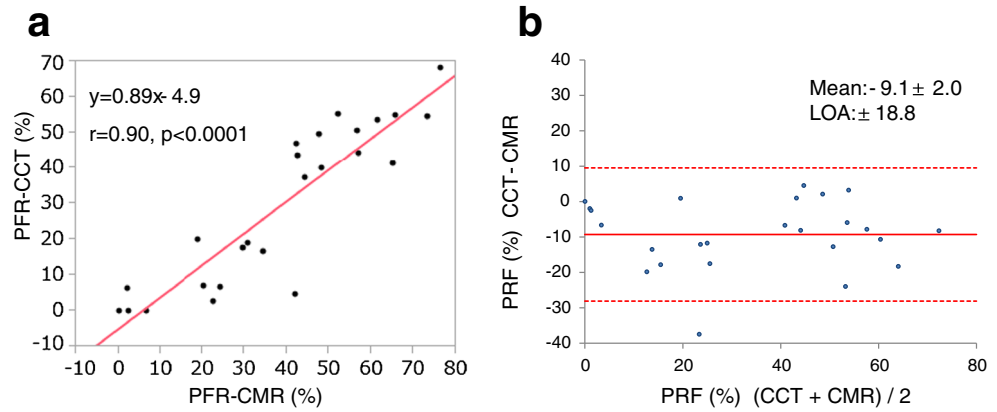 a
70
60
50
40
30
20
10
0
-10
PFR-CCT (%)
y=0.89x- 4.9
r=0.90, p<0.0001
-10 0 10 20 30 40 50 60 70 80
PFR-CMR (%)
b
40
30
20
10
0
-10
-20
-30
-40
PRF (%) CCT- CMR
Mean:- 9.1± 2.0
LOA:± 18.8
0 20 40 60 80
PRF (%) (CCT + CMR) / 2